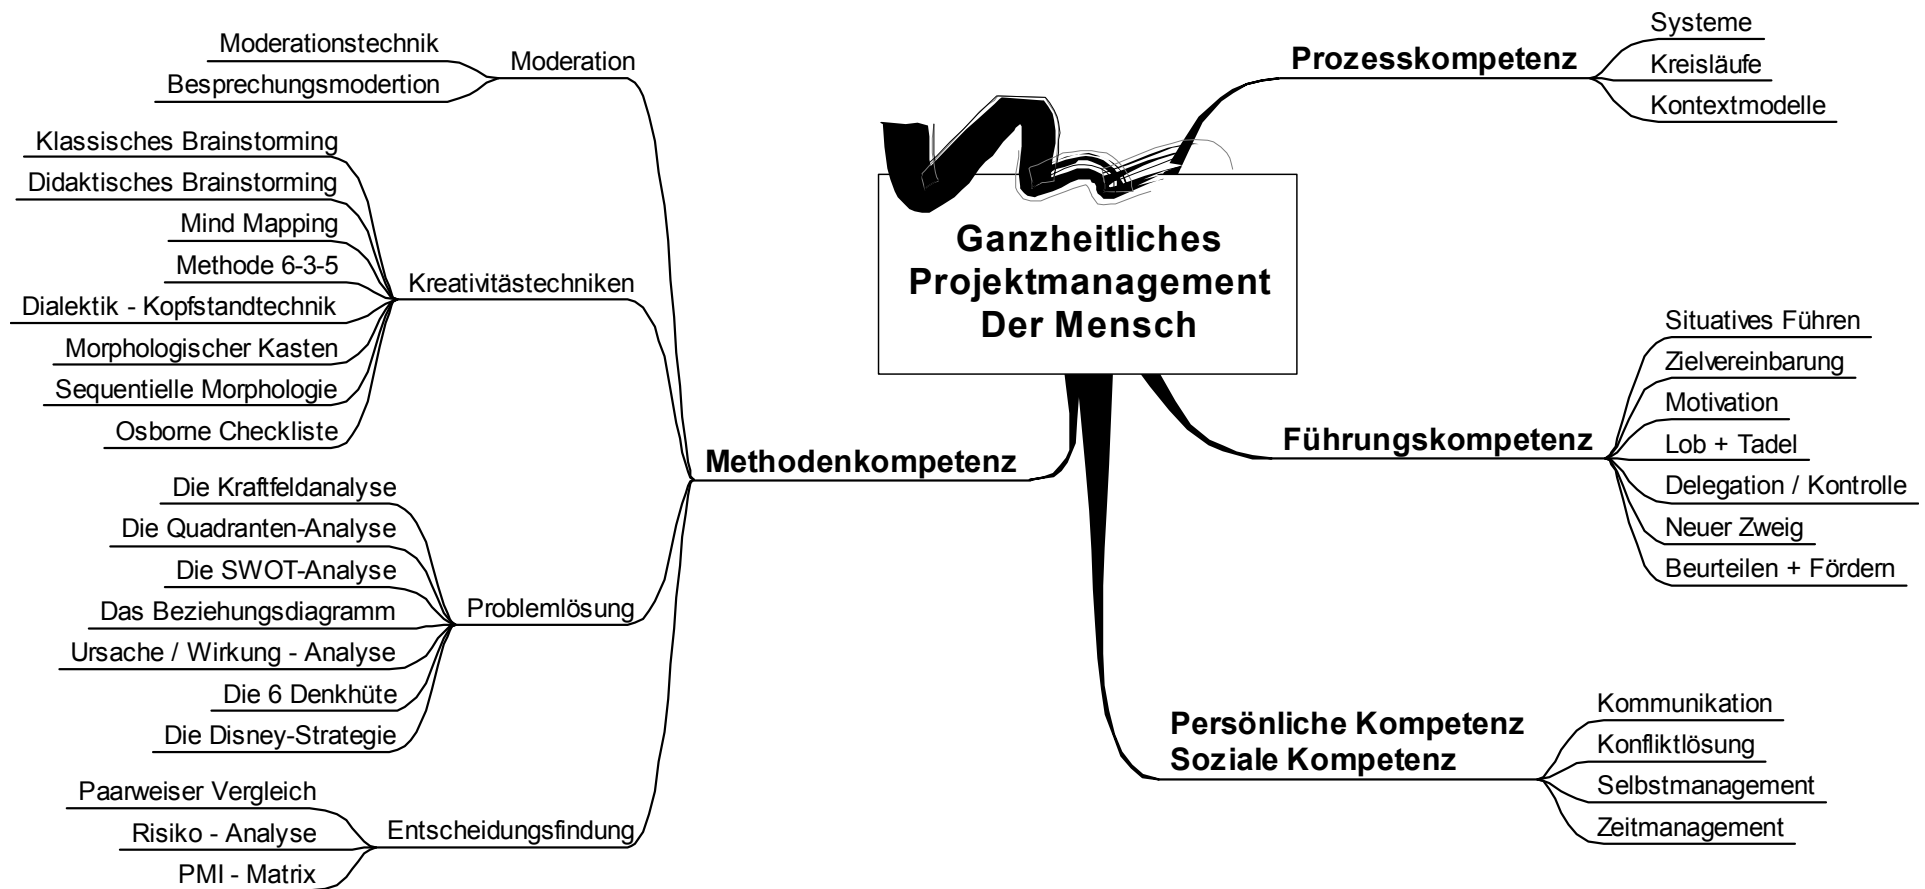 Ganzheitliches
Projektmanagement
Der Mensch
Prozesskompetenz
Systeme
Kreisläufe
Kontextmodelle
Führungskompetenz
Situatives Führen
Zielvereinbarung
Motivation
Lob + Tadel
Delegation / Kontrolle
Neuer Zweig
Beurteilen + Fördern
Persönliche Kompetenz
Soziale Kompetenz
Kommunikation
Konfliktlösung
Selbstmanagement
Zeitmanagement
Methodenkompetenz
Moderation
Moderationstechnik
Besprechungsmodertion
Kreativitästechniken
Klassisches Brainstorming
Didaktisches Brainstorming
Mind Mapping
Methode 6-3-5
Dialektik - Kopfstandtechnik
Morphologischer Kasten
Sequentielle Morphologie
Osborne Checkliste
Problemlösung
Die Kraftfeldanalyse
Die Quadranten-Analyse
Die SWOT-Analyse
Das Beziehungsdiagramm
Ursache / Wirkung - Analyse
Die 6 Denkhüte
Die Disney-Strategie
Entscheidungsfindung
Paarweiser Vergleich
Risiko - Analyse
PMI - Matrix